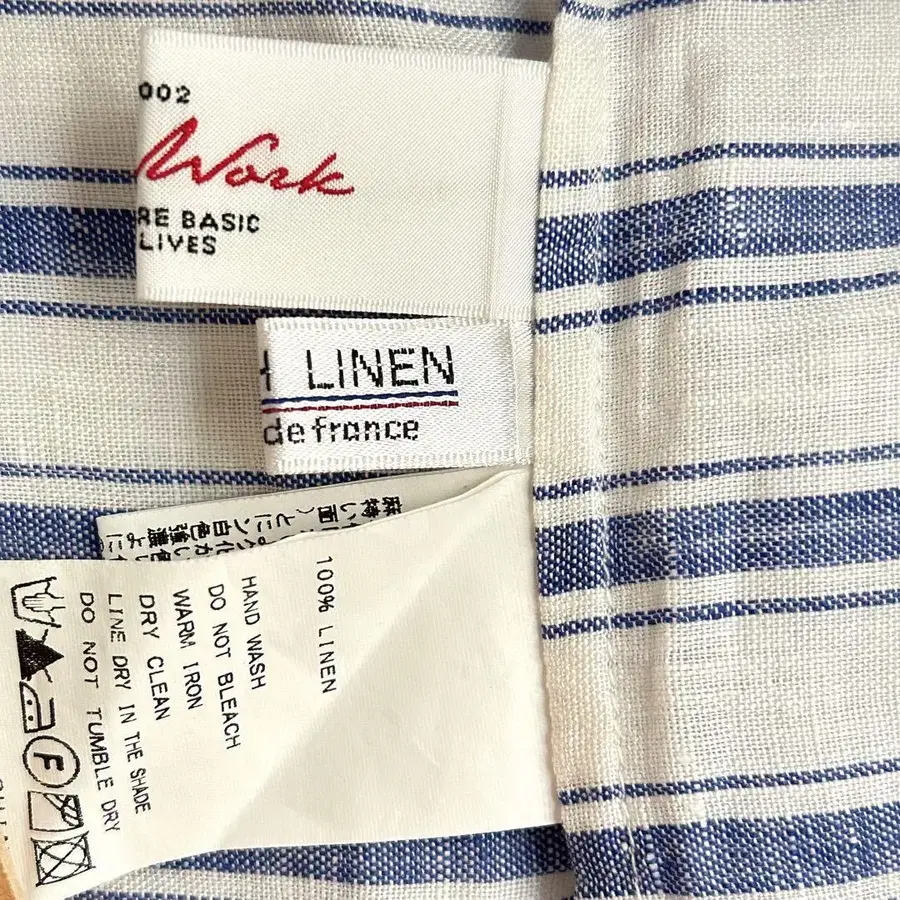 002
Work
RE BASIC
LIVES
LINEN
de france
100% LINEN
HAND WASH
DO NOT BLEACH
WARM IRON
DRY CLEAN
LINE DRY IN THE SHADE
DO NOT TUMBLE DRY
F